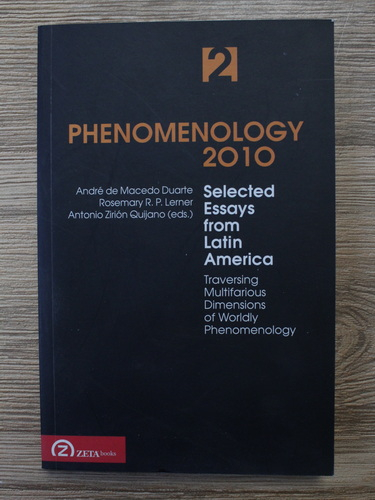 2
PHENOMENOLOGY
2010
André de Macedo Duarte
Rosemary R. P. Lerner
Antonio Zirión Quijano (eds.)
Selected
Essays
from
Latin
America
Traversing
Multifarious
Dimensions
of Worldly
Phenomenology
Z ZETA books